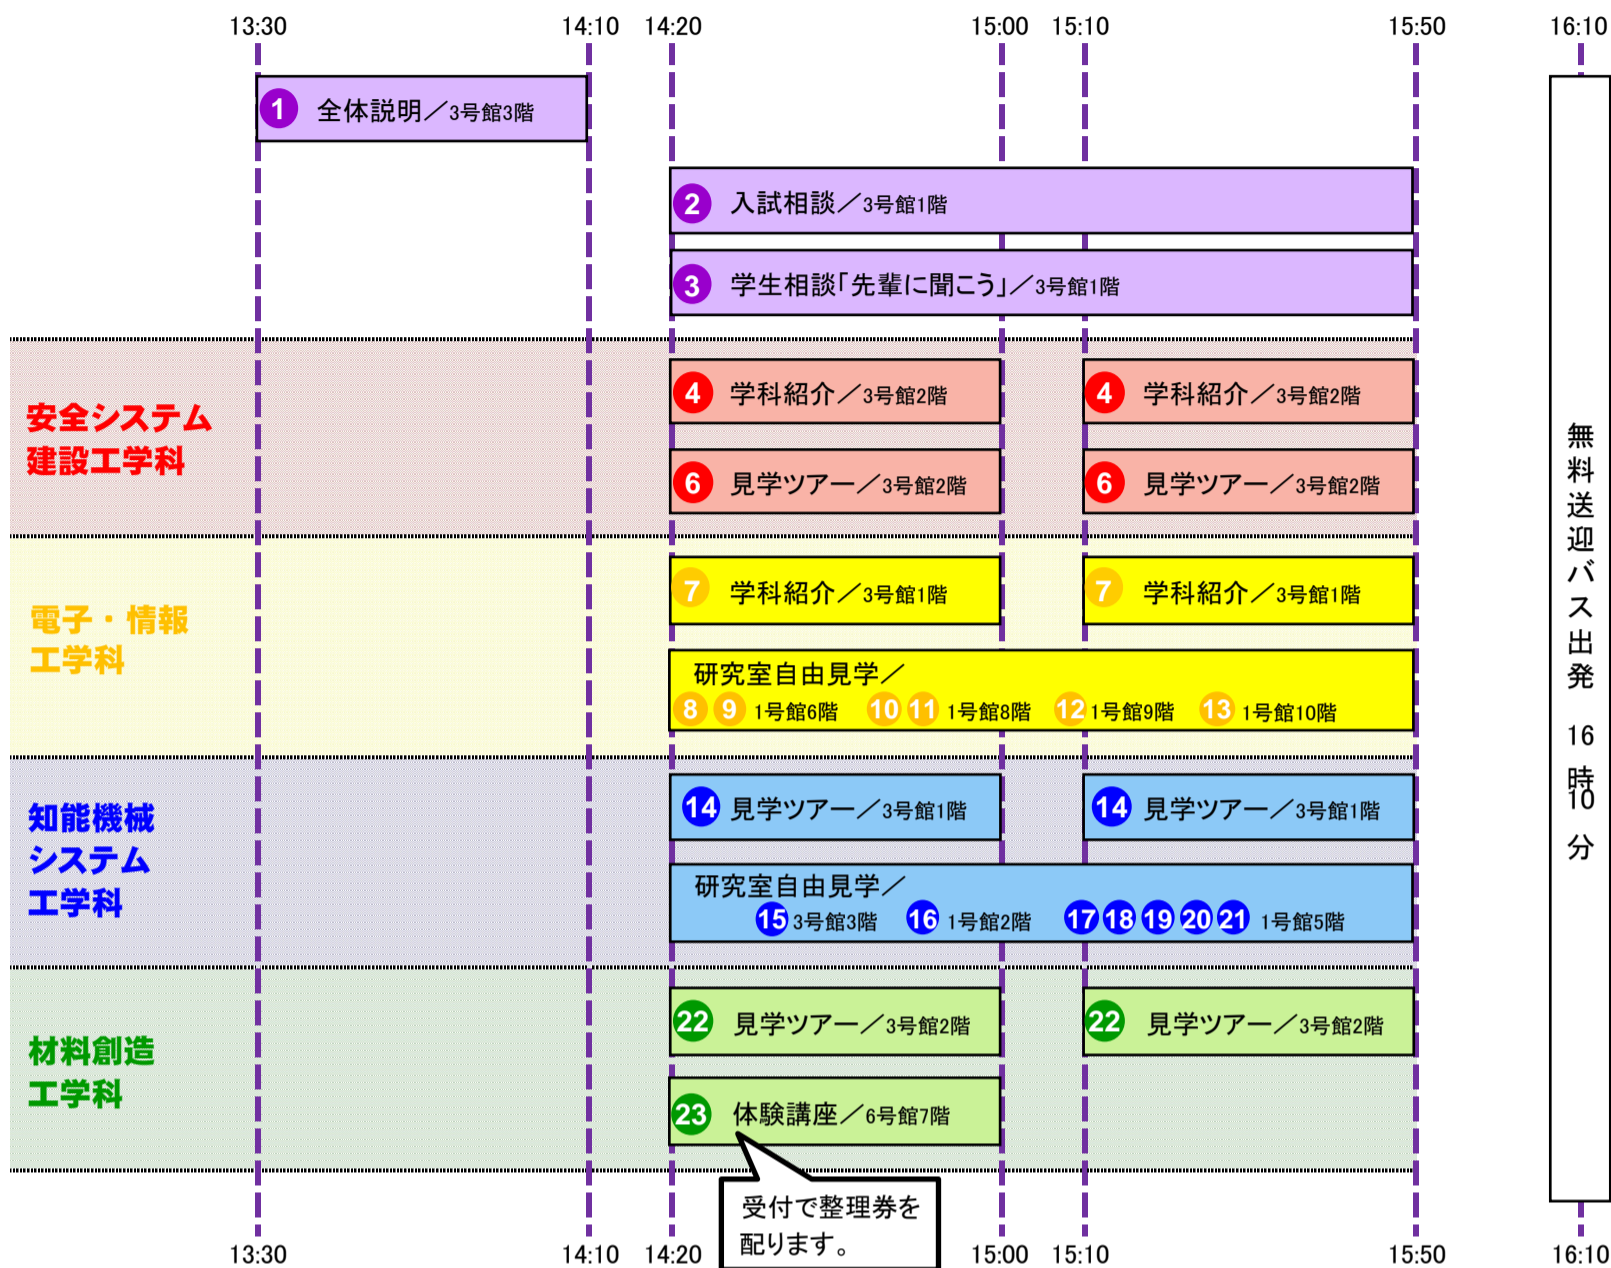 13:30 14:10 14:20 15:00 15:10 15:50 16:10
1 全体説明／3号館3階
2 入試相談／3号館1階
3 学生相談「先輩に聞こう」／3号館1階
安全システム
建設工学科
4 学科紹介／3号館2階
4 学科紹介／3号館2階
6 見学ツアー／3号館2階
6 見学ツアー／3号館2階
電子・情報
工学科
7 学科紹介／3号館1階
7 学科紹介／3号館1階
研究室自由見学／
8 9 1号館6階 10 11 1号館8階 12 1号館9階 13 1号館10階
知能機械
システム
工学科
14 見学ツアー／3号館1階
14 見学ツアー／3号館1階
研究室自由見学／
15 3号館3階 16 1号館2階 17 18 19 20 21 1号館5階
材料創造
工学科
22 見学ツアー／3号館2階
22 見学ツアー／3号館2階
23 体験講座／6号館7階
受付で整理券を
配ります。
無料送迎バス出発 16時10分
13:30 14:10 14:20 15:00 15:10 15:50 16:10